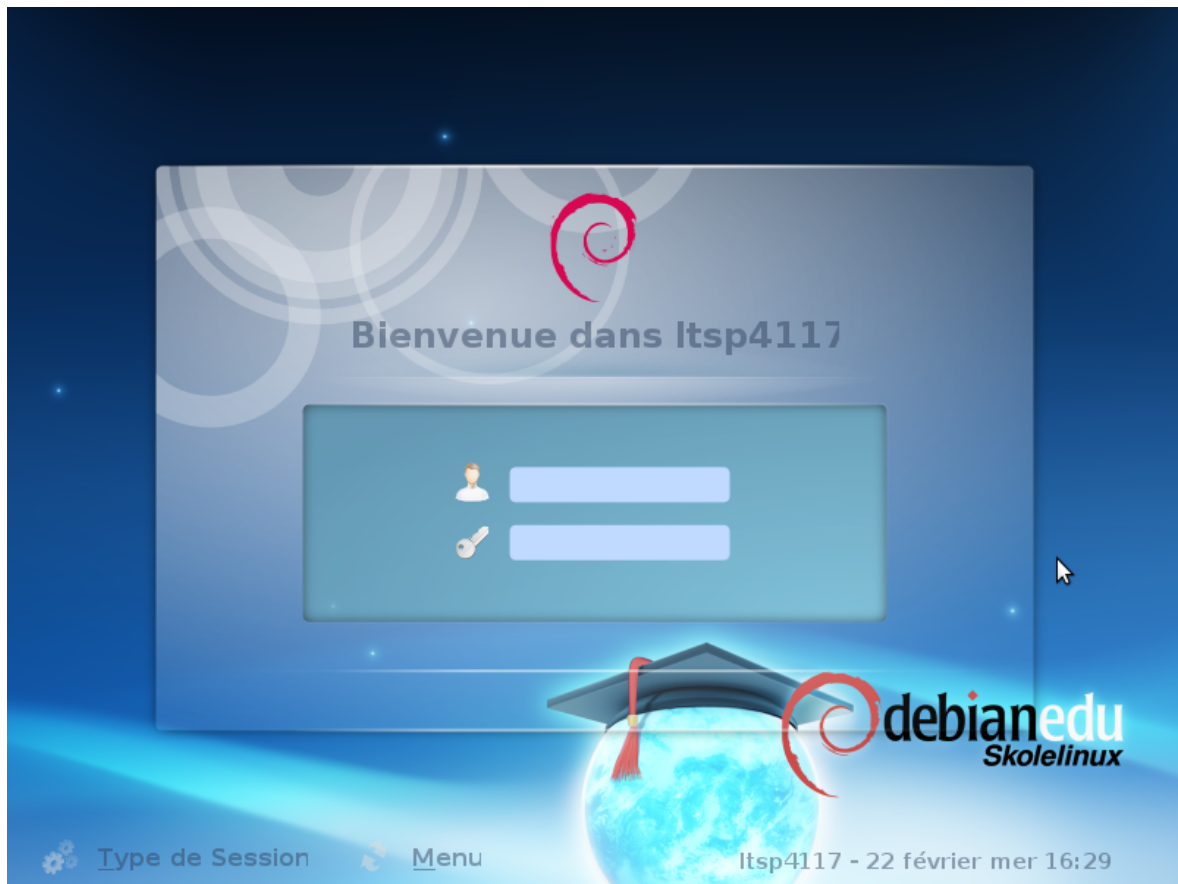 Bienvenue dans ltsp4117
debianedu
Skolelinux
Type de Session
Menu
ltsp4117 - 22 février mer 16:29